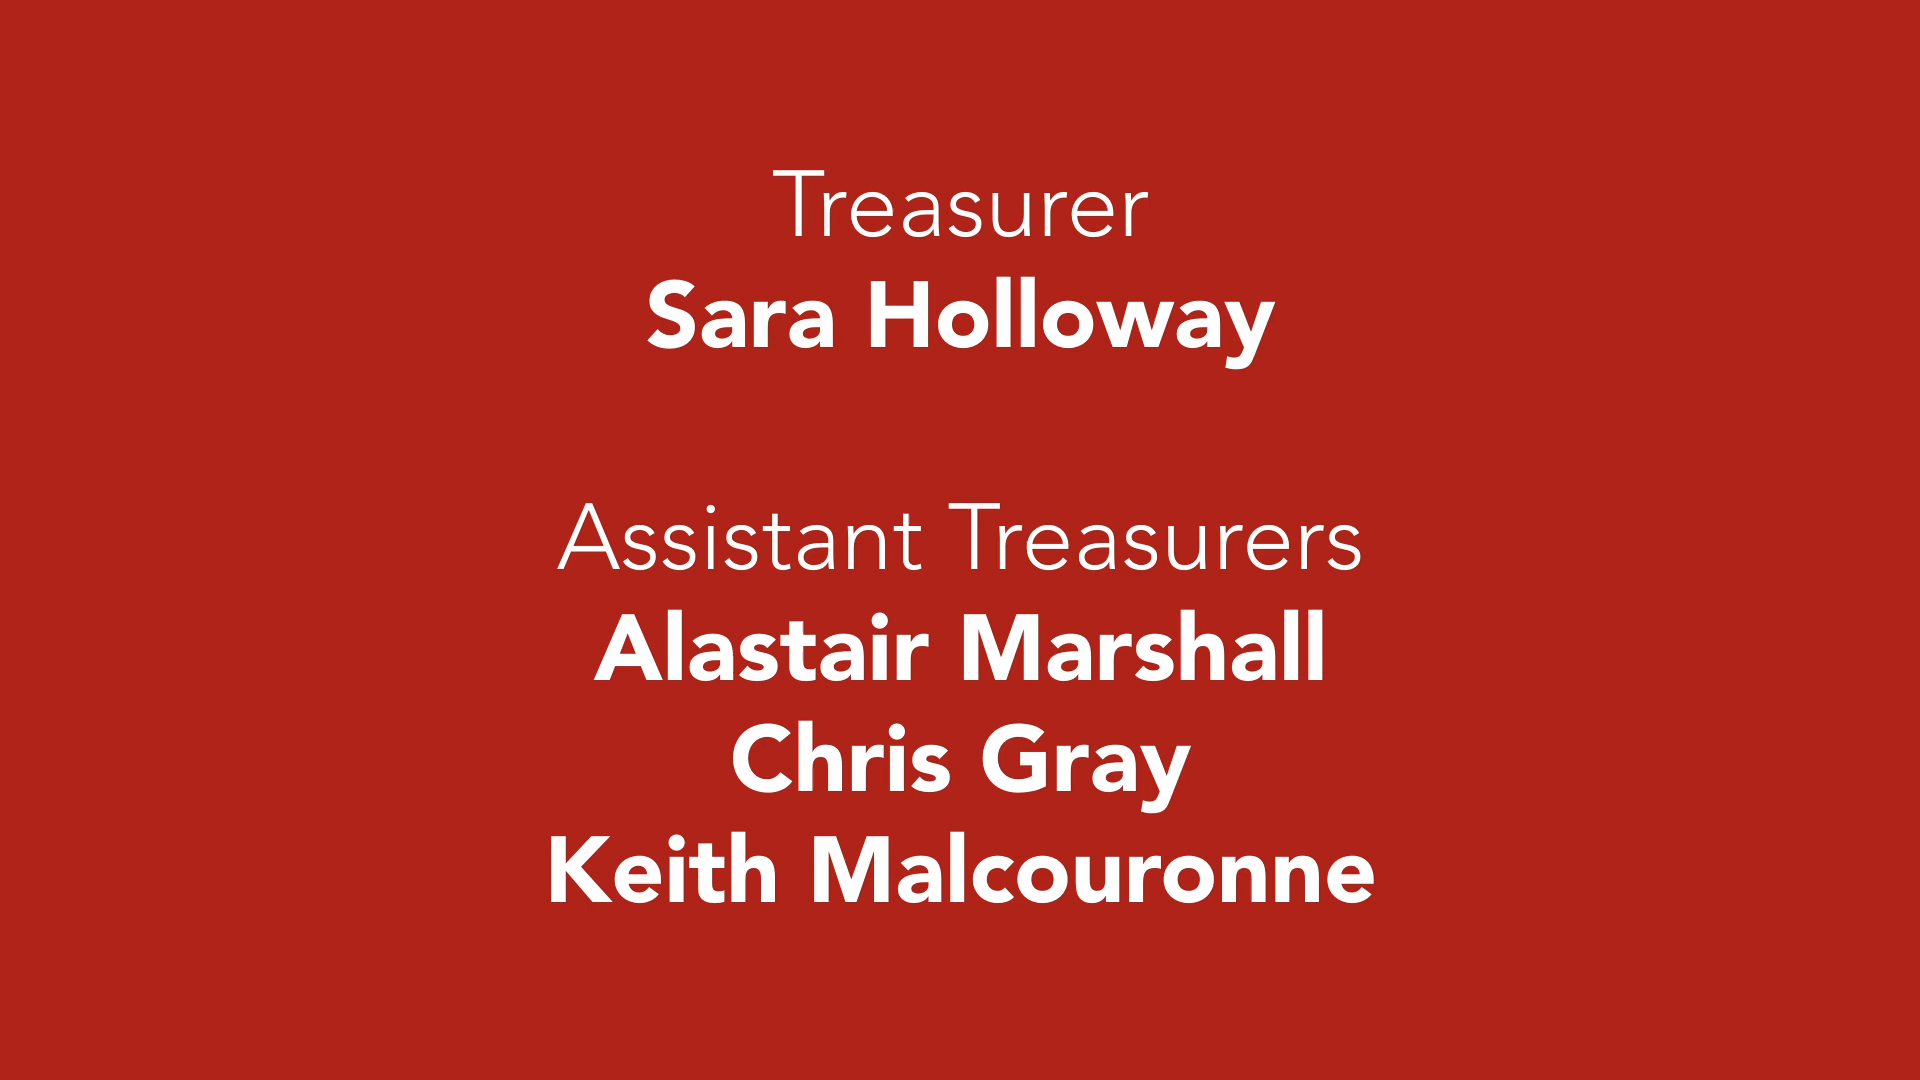 Treasurer
Sara Holloway
Assistant Treasurers
Alastair Marshall
Chris Gray
Keith Malcouronne